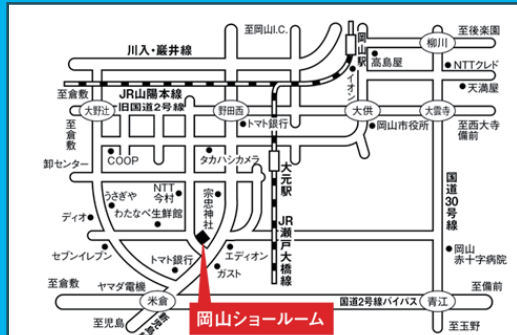 至岡山I.C.
至後楽園
川入・巌井線
岡山駅
柳川
高島屋
NTTクレド
イオン
天満屋
JR山陽本線
至倉敷
旧国道2号線
大野辻
野田西
大供
大雲寺
トマト銀行
岡山市役所
至西大寺
備前
至倉敷
卸センター
COOP
タカハシカメラ
大元駅
国道30号線
うさぎや
NTT
今村
宗忠神社
わたなべ生鮮館
ディオ
JR瀬戸大橋線
セブンイレブン
トマト銀行
エディオン
ガスト
岡山
赤十字病院
至倉敷
ヤマダ電機
至備前
米倉
国道2号線バイパス
青江
岡山ショールーム
至児島
至玉野